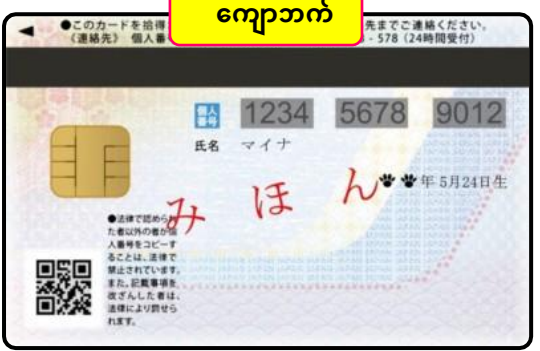 ကျောဘက်
●このカードを拾得 先までご連絡ください。
〈連絡先〉 個人番 - 578（24時間受付）
個人番号 1234 5678 9012
氏名 マイナ
年 5月24日生
みほん
●法律で認めら
た者以外の者が個
人番号をコピーす
ることは、法律で
禁止されています。
また、記載事項を
改ざんした者は、
法律により罰せら
れます。